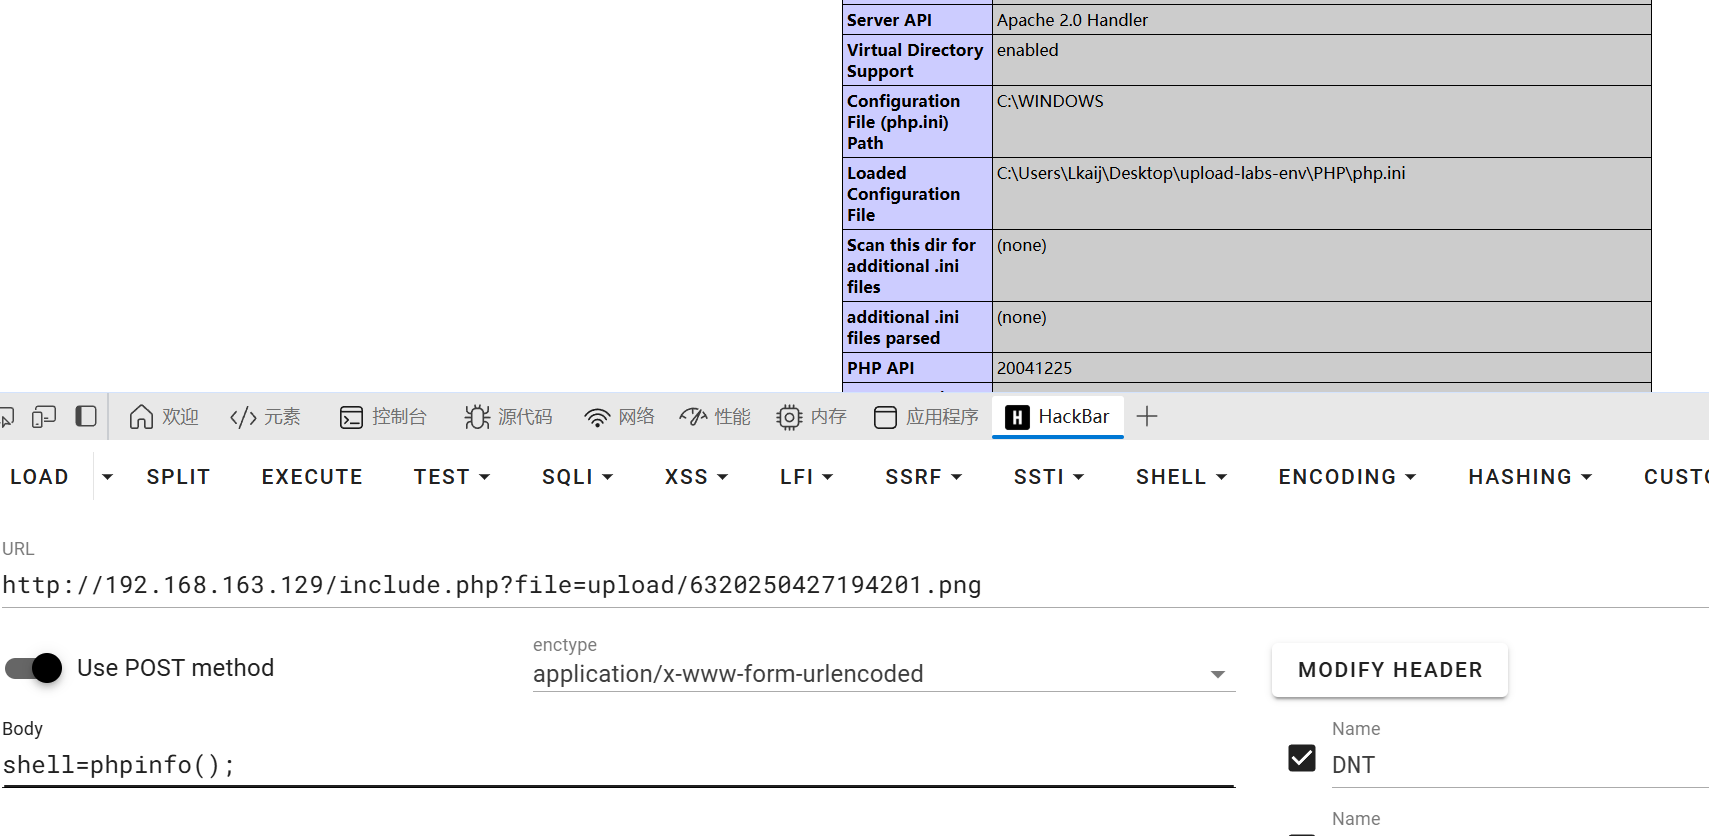 Server API Apache 2.0 Handler
Virtual Directory enabled
Support
Configuration C:\WINDOWS
File (php.ini)
Path
Loaded C:\Users\Lkaij\Desktop\upload-labs-env\PHP\php.ini
Configuration
File
Scan this dir for (none)
additional .ini
files
additional .ini (none)
files parsed
PHP API 20041225
欢迎 元素 控制台 源代码 网络 性能 内存 应用程序 H HackBar
LOAD SPLIT EXECUTE TEST SQLI XSS LFI SSRF SSTI SHELL ENCODING HASHING CUSTO
URL
http://192.168.163.129/include.php?file=upload/6320250427194201.png
Use POST method
enctype
application/x-www-form-urlencoded
MODIFY HEADER
Body
shell=phpinfo();
Name
DNT
Name